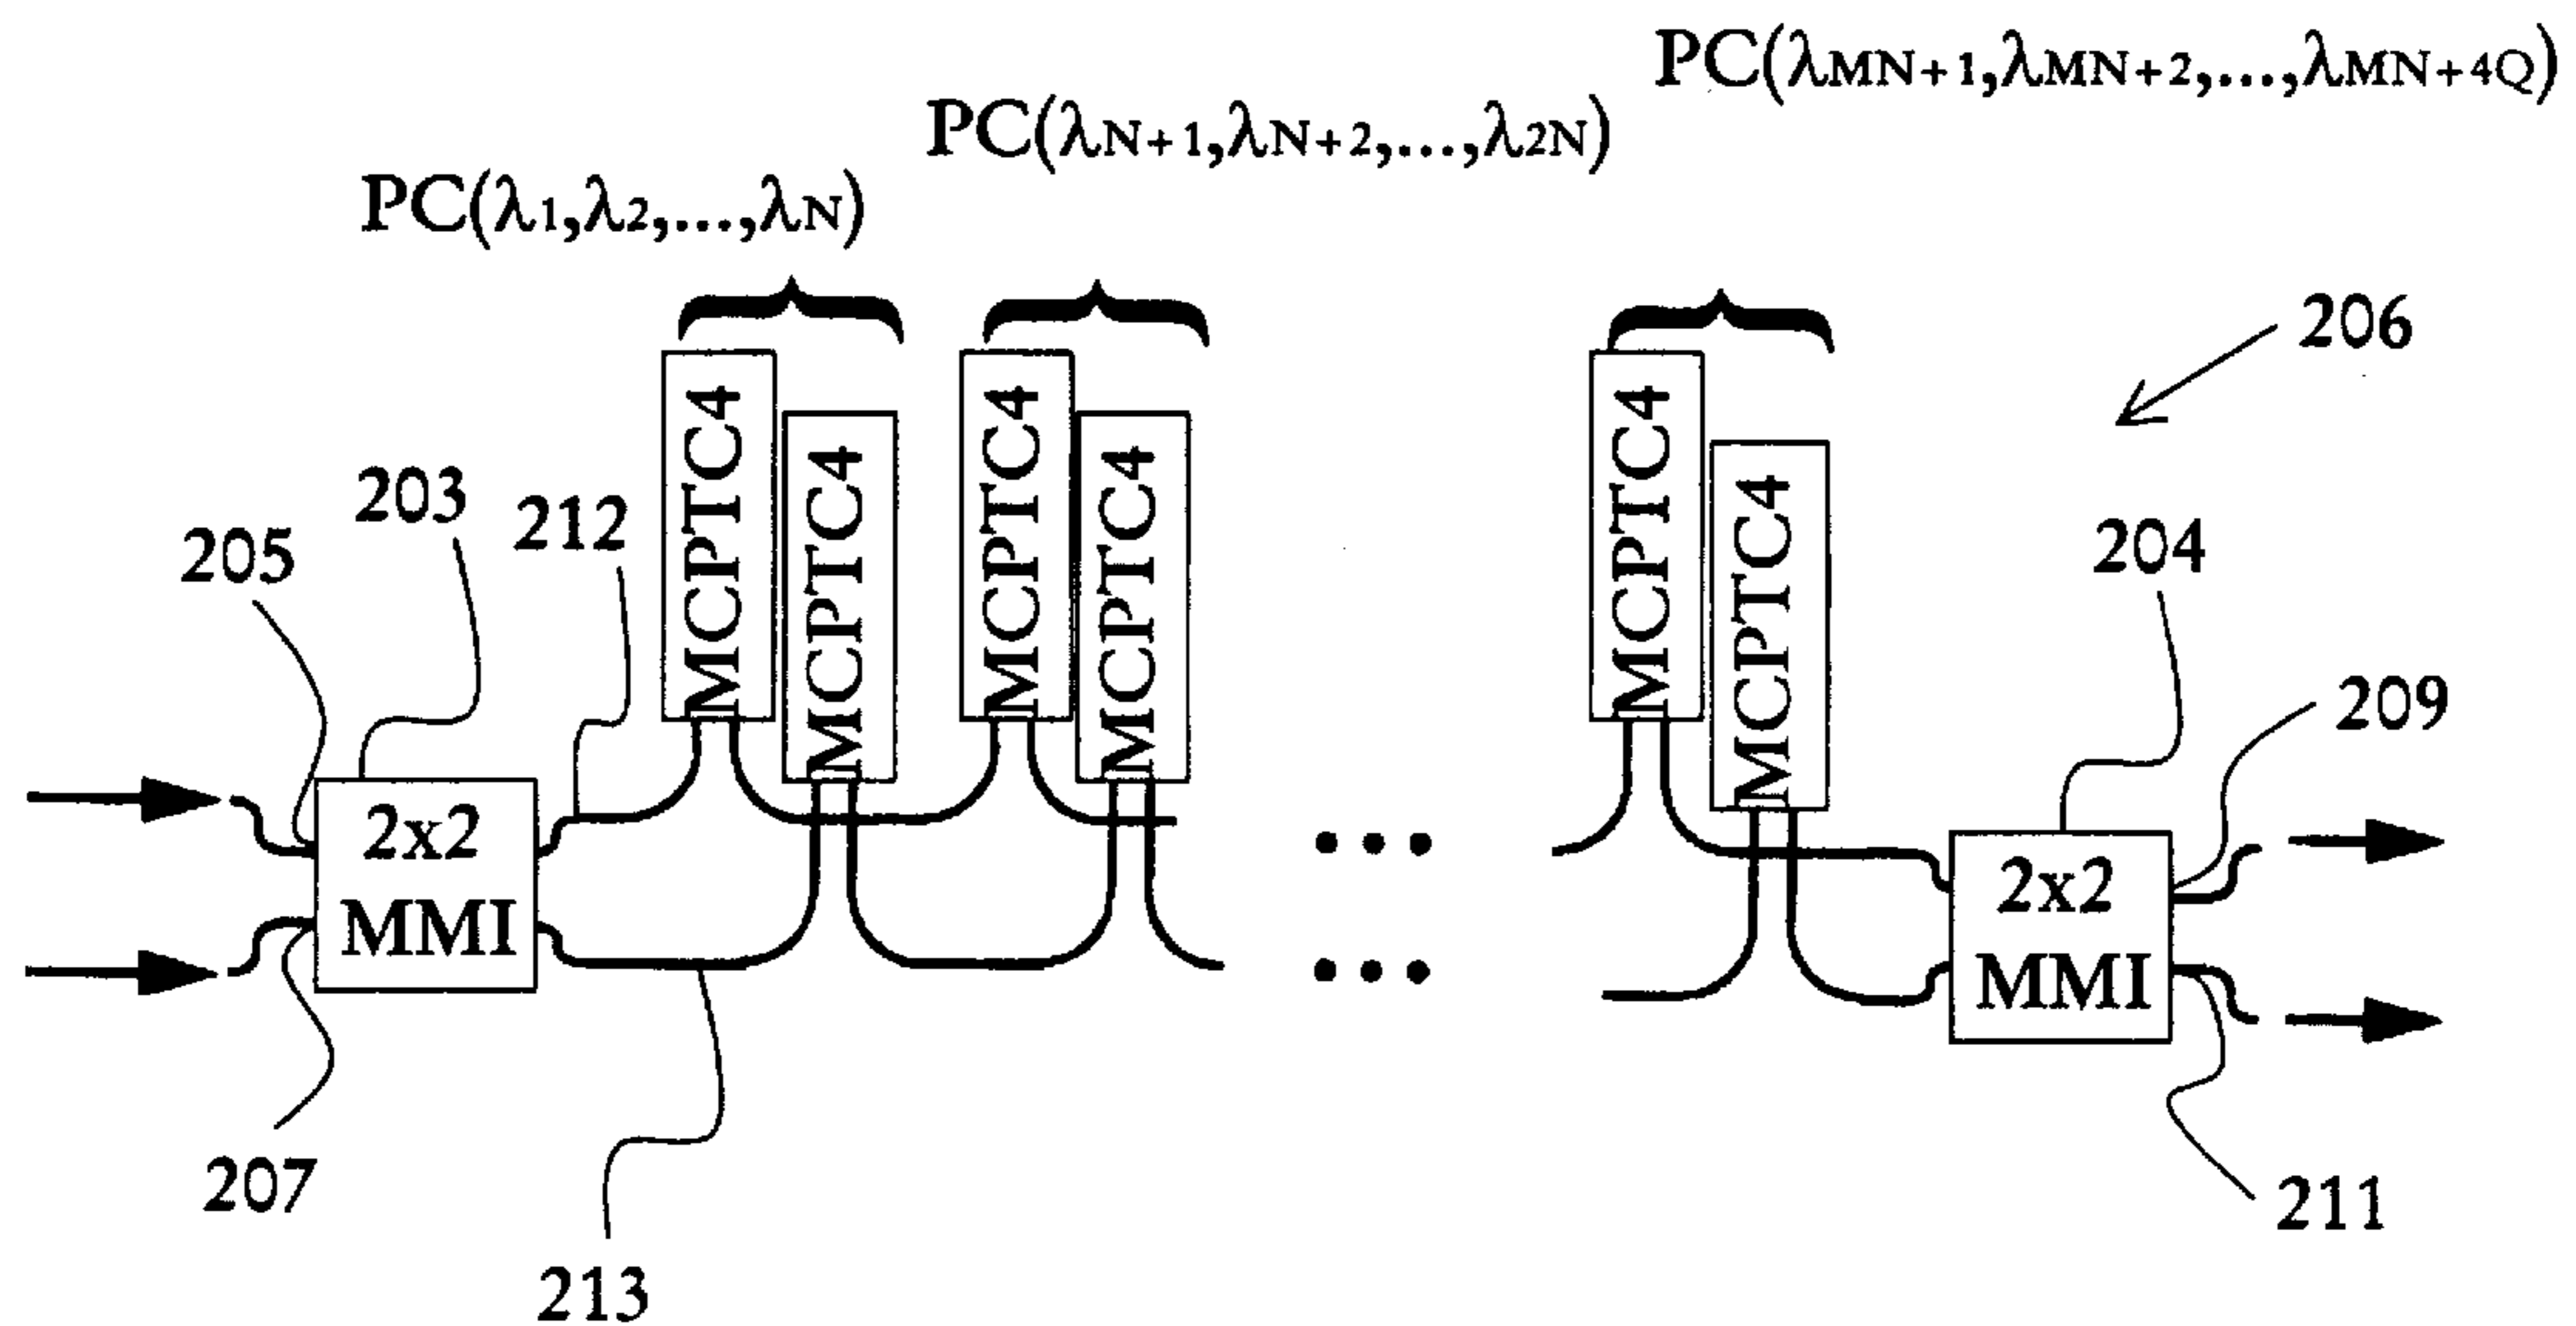 PC(λMN+1,λMN+2,...,λMN+4Q)
PC(λN+1,λN+2,...,λ2N)
PC(λ1,λ2,...,λN)
206
MCPTC4
MCPTC4
MCPTC4
MCPTC4
MCPTC4
MCPTC4
203
212
205
204
209
2x2
MMI
2x2
MMI
207
211
213